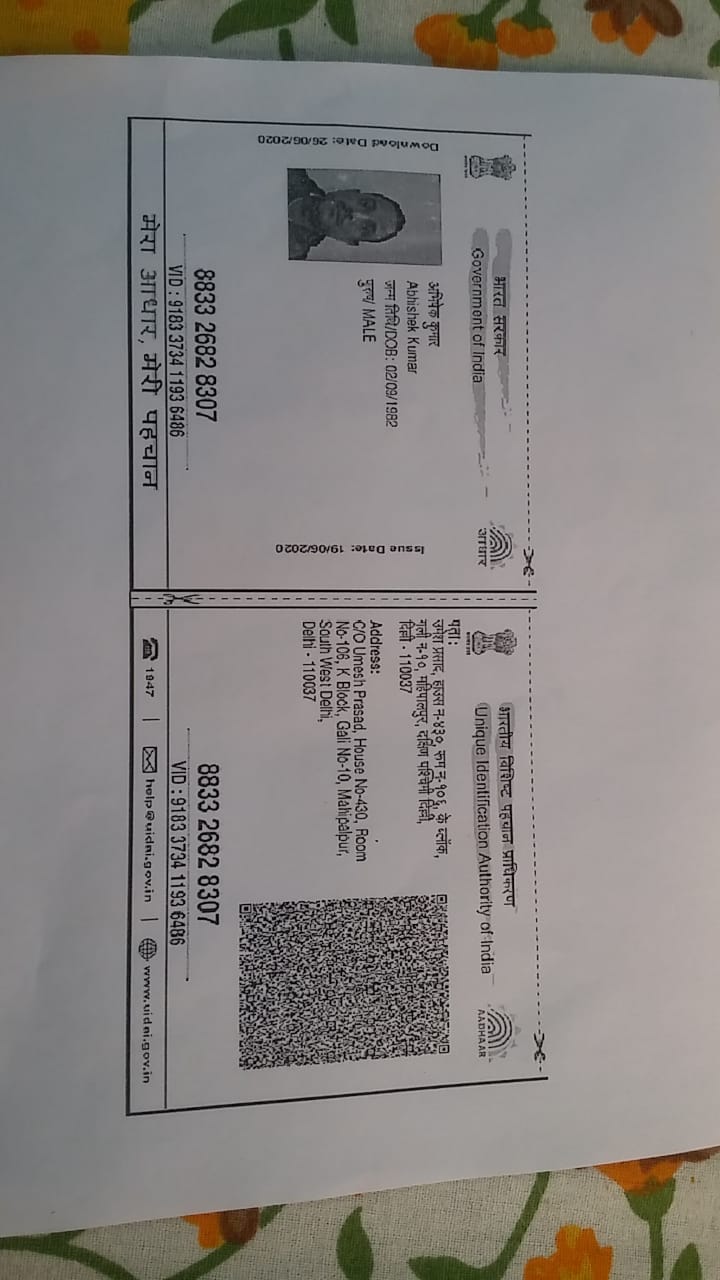 भारत सरकार
Government of India
Download Date: 26/06/2020
अभिषेक कुमार
Abhishek Kumar
जन्म तिथि/DOB: 02/09/1982
पुरुष/ MALE
Issue Date: 19/06/2020
आधार
8833 2682 8307
VID : 9183 3734 1193 6486
मेरा आधार, मेरी पहचान
भारतीय विशिष्ट पहचान प्राधिकरण
Unique Identification Authority of India
AADHAAR
पता:
उमेश प्रसाद, हाउस न-४३०, रूम न-१०६, के ब्लॉक,
गली न-१०, महिपालपुर, दक्षिण पश्चिमी दिल्ली,
दिल्ली - 110037
Address:
C/O Umesh Prasad, House No-430, Room
No-106, K Block, Gali No-10, Mahipalpur,
South West Delhi,
Delhi - 110037
8833 2682 8307
VID : 9183 3734 1193 6486
1947 | help@uidai.gov.in | www.uidai.gov.in